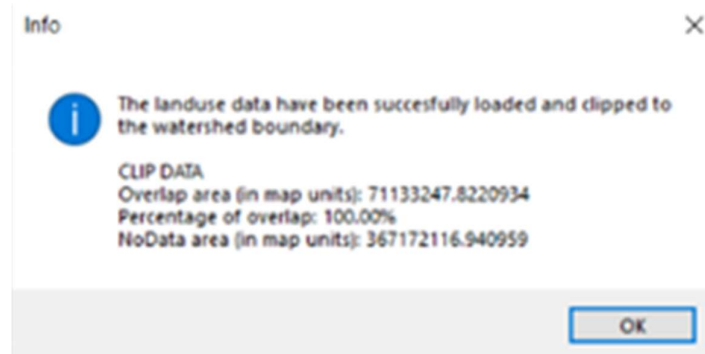 Info
The landuse data have been succesfully loaded and clipped to
the watershed boundary.
CLIP DATA
Overlap area (in map units): 71133247.8220934
Percentage of overlap: 100.00%
NoData area (in map units): 367172116.940959
OK